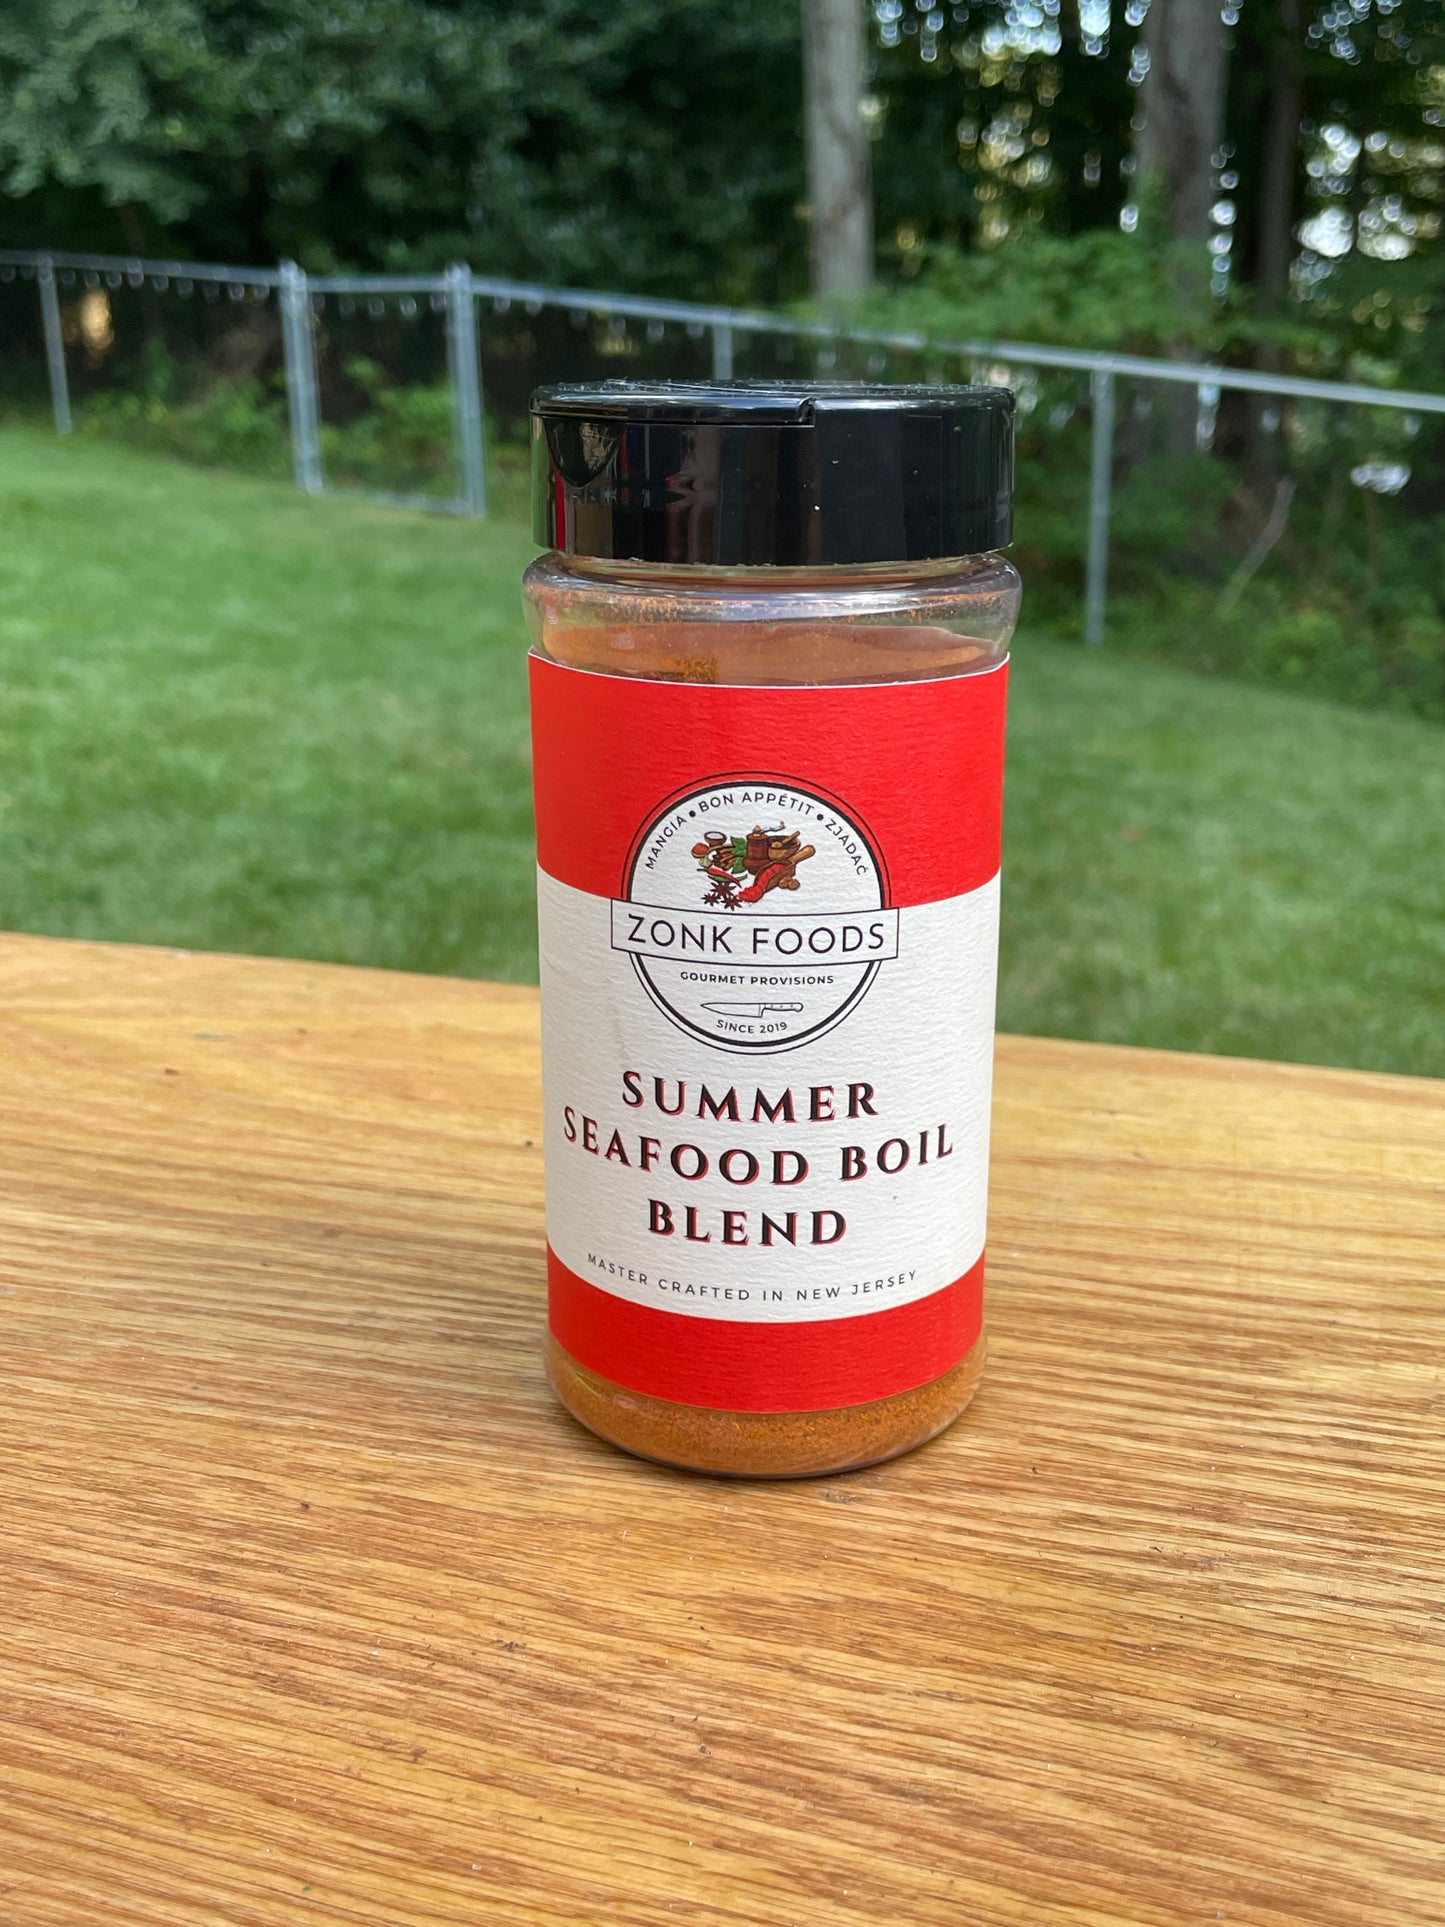 MANGIA • BON APPÉTIT • ZJADAĆ
ZONK FOODS
GOURMET PROVISIONS
SINCE 2019
SUMMER
SEAFOOD BOIL
BLEND
MASTER CRAFTED IN NEW JERSEY